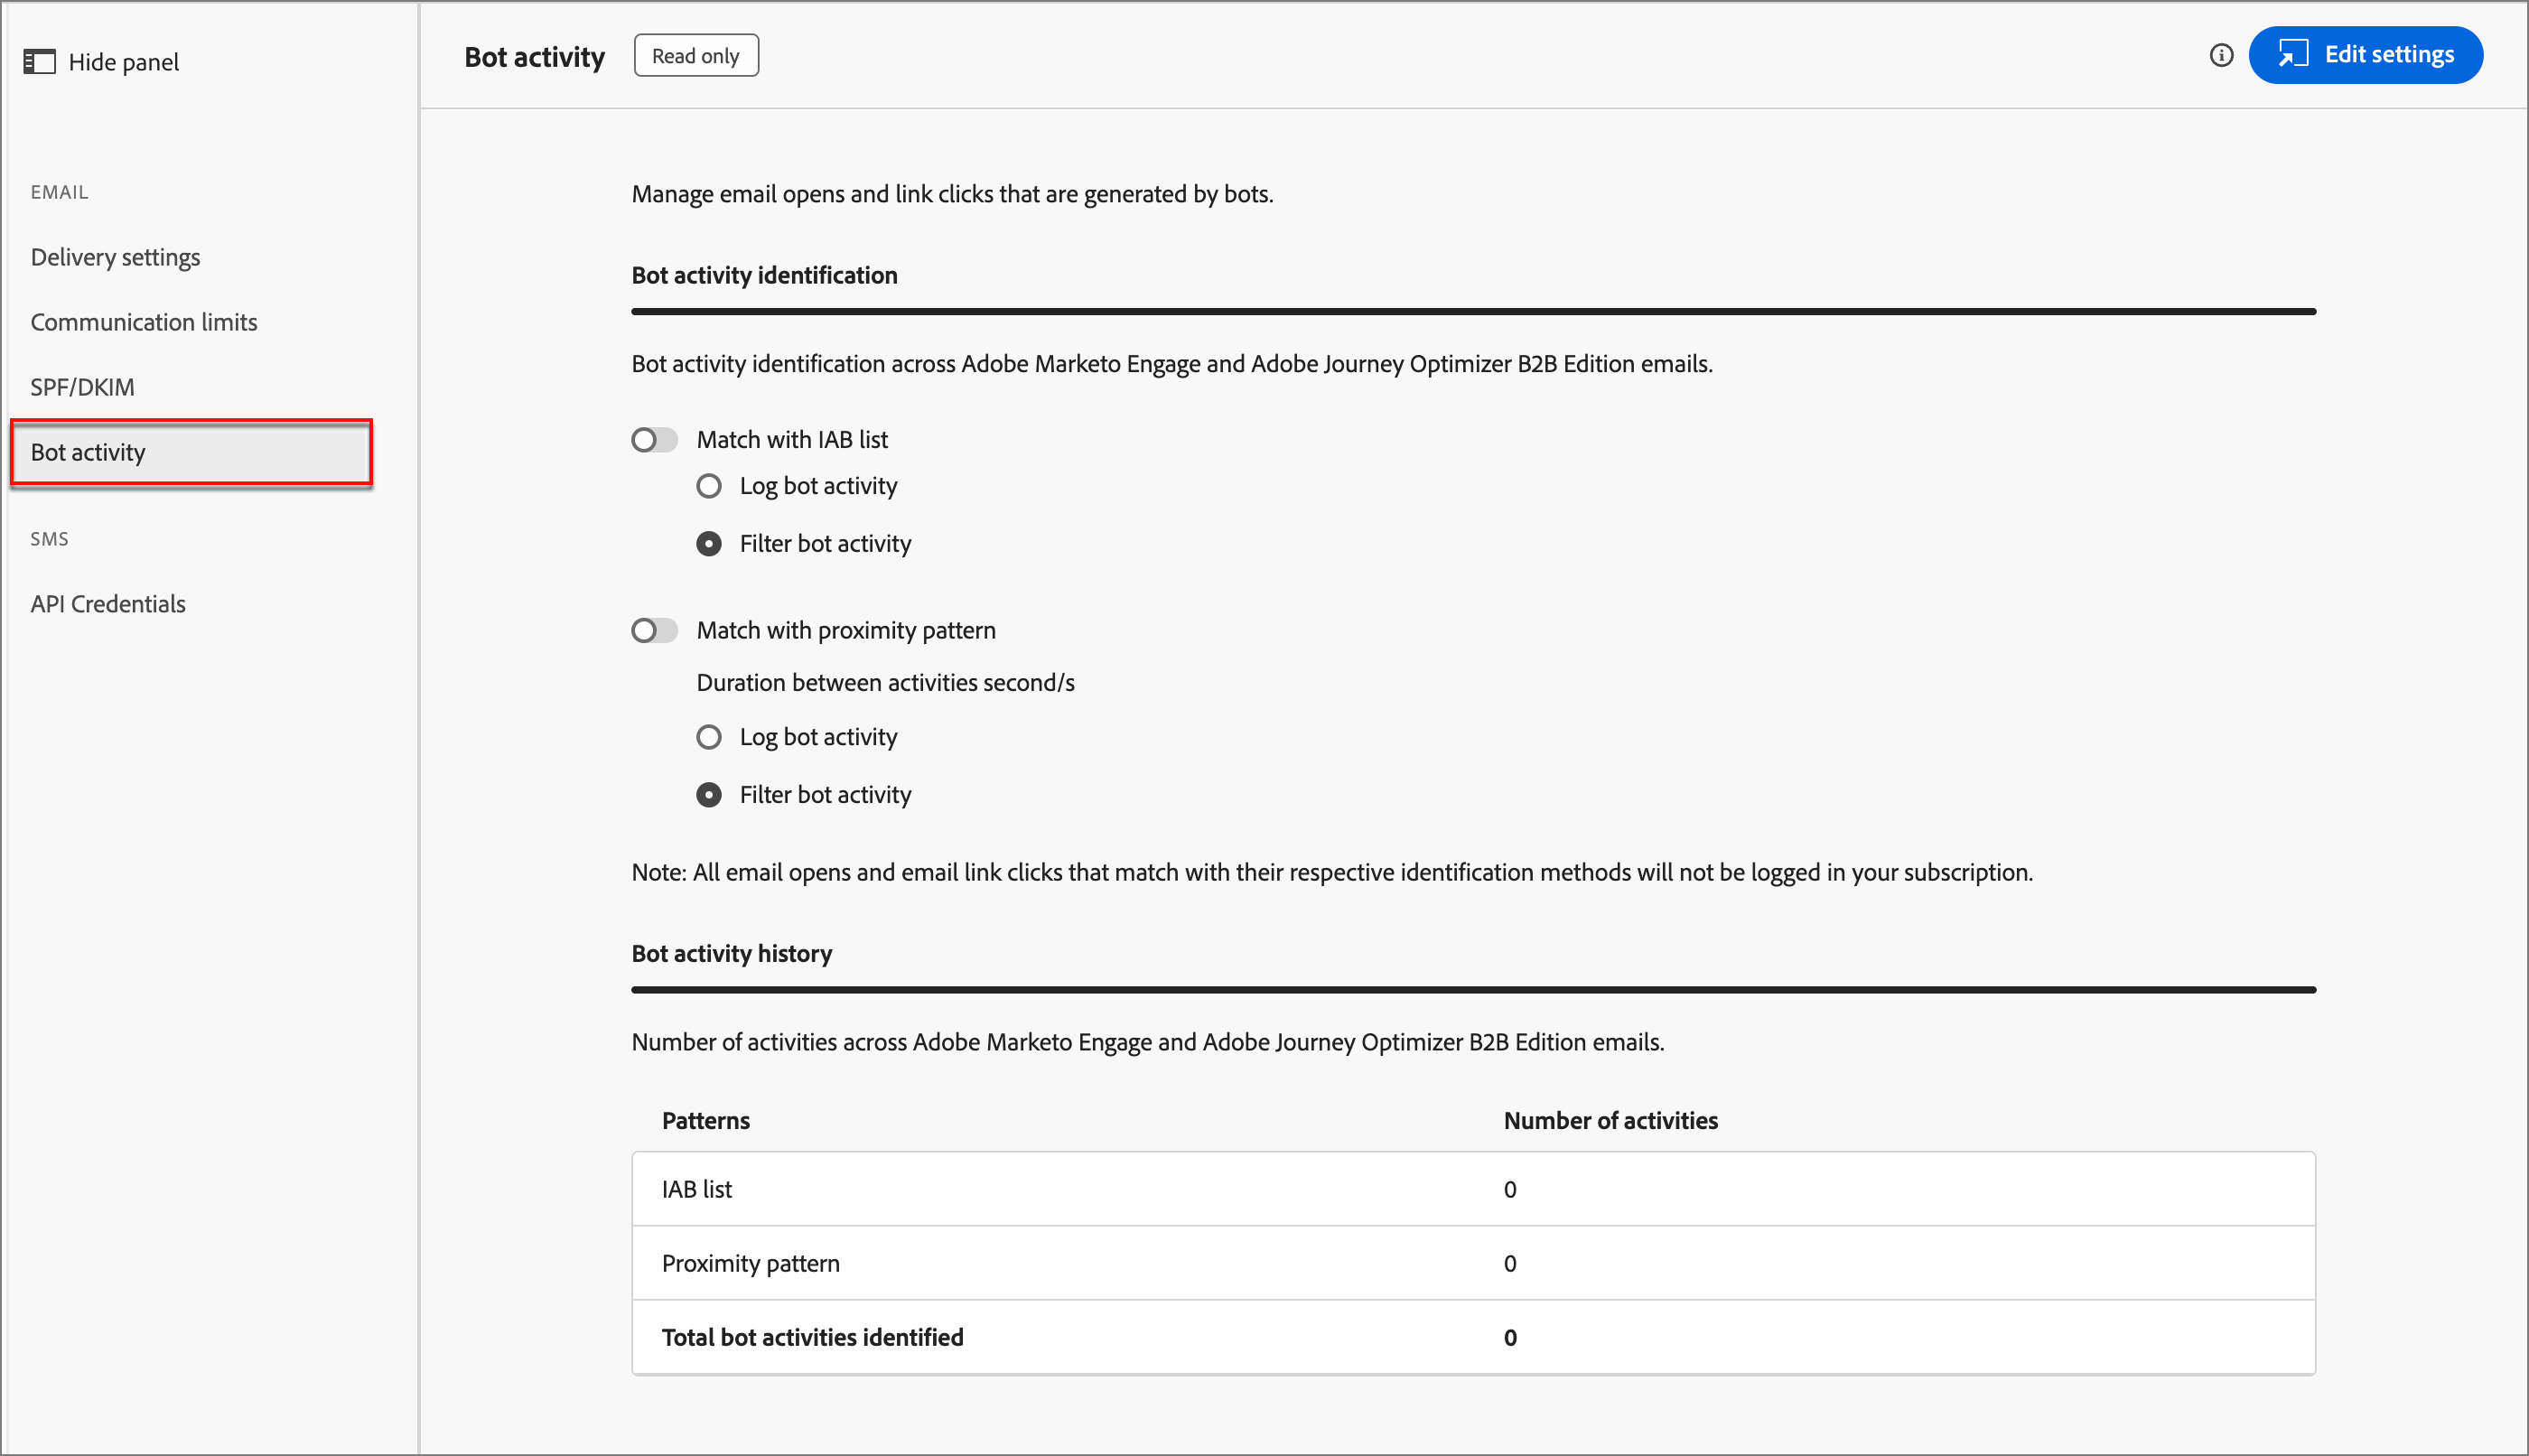 Hide panel
EMAIL
Delivery settings
Communication limits
SPF/DKIM
Bot activity
SMS
API Credentials
Bot activity
Read only
Edit settings
Manage email opens and link clicks that are generated by bots.
Bot activity identification
Bot activity identification across Adobe Marketo Engage and Adobe Journey Optimizer B2B Edition emails.
Match with IAB list
Log bot activity
Filter bot activity
Match with proximity pattern
Duration between activities second/s
Log bot activity
Filter bot activity
Note: All email opens and email link clicks that match with their respective identification methods will not be logged in your subscription.
Bot activity history
Number of activities across Adobe Marketo Engage and Adobe Journey Optimizer B2B Edition emails.
Patterns Number of activities
IAB list 0
Proximity pattern 0
Total bot activities identified 0